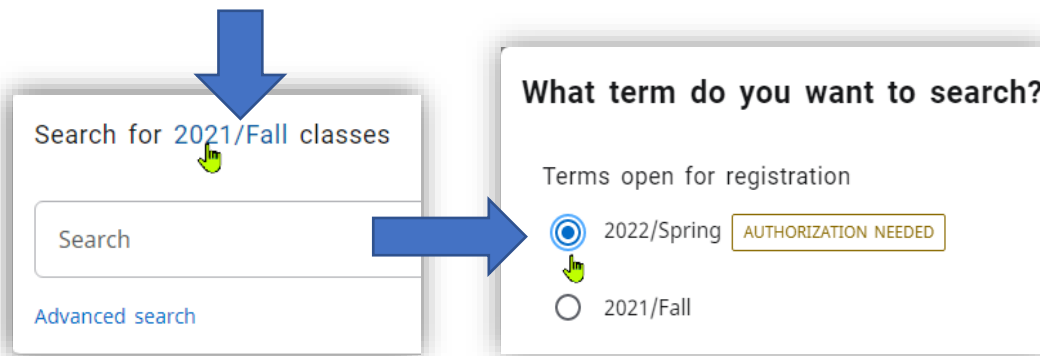 Search for 2021/Fall classes
Search
Advanced search
What term do you want to search?
Terms open for registration
2022/Spring AUTHORIZATION NEEDED
2021/Fall